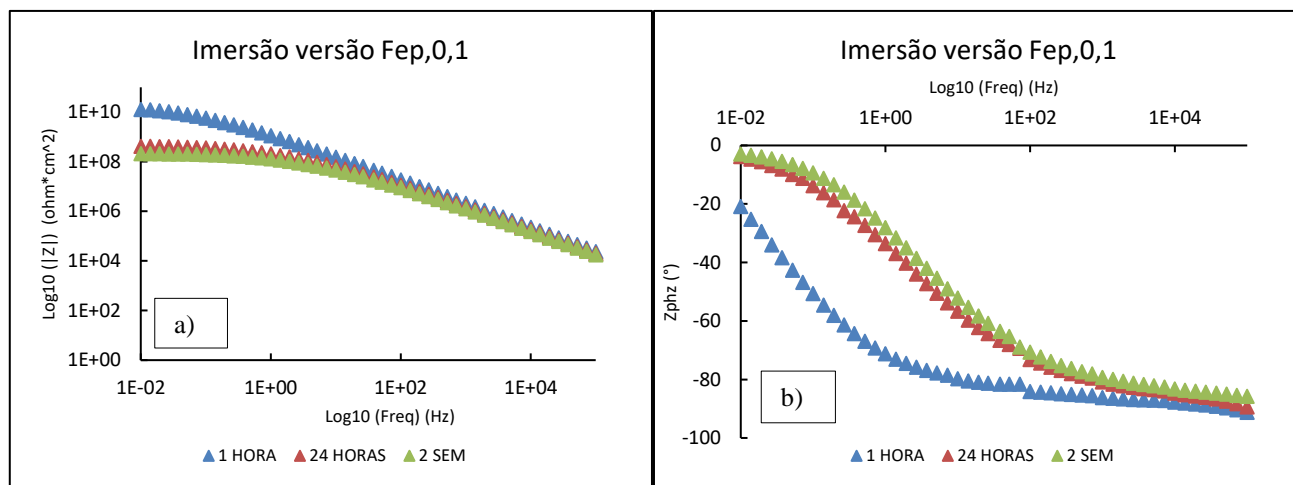 Imersão versão Fep,0,1
Log10 (|Z|) (ohm*cm^2)
1E+10
1E+08
1E+06
1E+04
1E+02
1E+00
1E-02 1E+00 1E+02 1E+04
Log10 (Freq) (Hz)
a)
1 HORA 24 HORAS 2 SEM
Imersão versão Fep,0,1
Log10 (Freq) (Hz)
1E-02 1E+00 1E+02 1E+04
0
-20
-40
-60
-80
-100
Zphz (°)
b)
1 HORA 24 HORAS 2 SEM